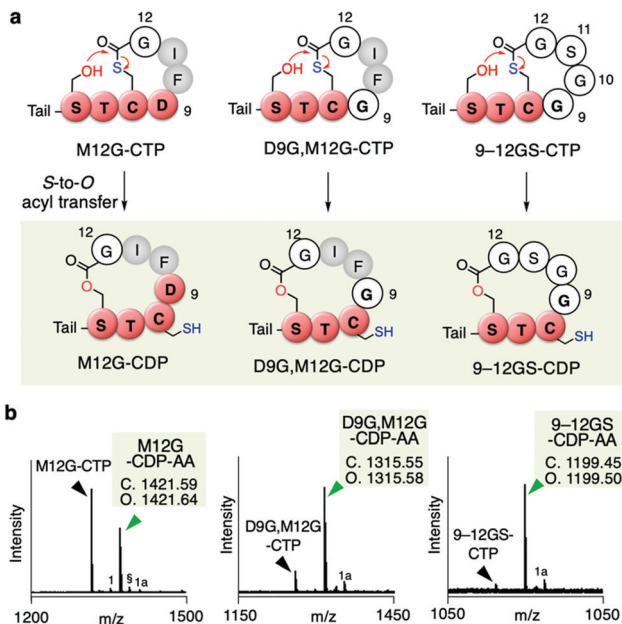 a
12
12
12
11
O
G
I
O
G
I
O
G
S
OH
S
F
OH
S
F
OH
S
G
10
Tail
S
T
C
D
9
Tail
S
T
C
G
9
Tail
S
T
C
G
9
M12G-CTP
D9G,M12G-CTP
9–12GS-CTP
S-to-O
acyl transfer
12
12
12
O
G
I
F
O
G
I
F
O
G
S
G
O
D
9
O
G
9
O
G
9
Tail
S
T
C
SH
Tail
S
T
C
SH
Tail
S
T
C
SH
M12G-CDP
D9G,M12G-CDP
9–12GS-CDP
b
M12G-CTP
M12G
-CDP-AA
C. 1421.59
O. 1421.64
Intensity
1
§
1a
1200
m/z
1500
D9G,M12G
-CDP-AA
C. 1315.55
O. 1315.58
D9G,M12G
-CTP
Intensity
1a
1150
m/z
1450
9–12GS
-CDP-AA
C. 1199.45
O. 1199.50
9–12GS-
CTP
Intensity
1a
1050
m/z
1050